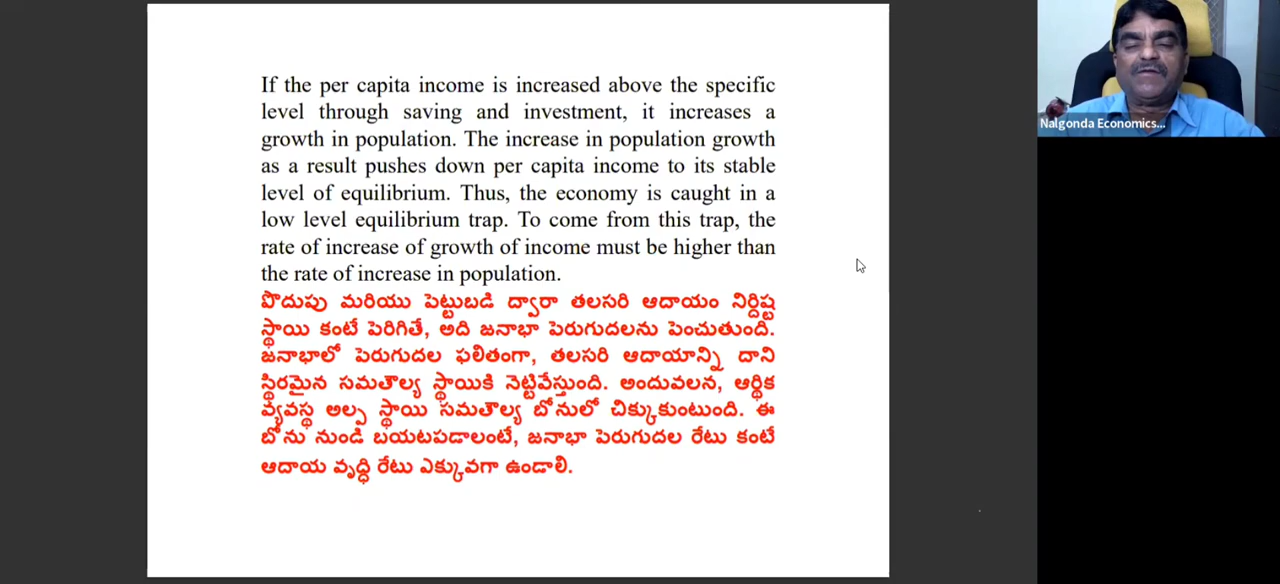 If the per capita income is increased above the specific
level through saving and investment, it increases a
growth in population. The increase in population growth
as a result pushes down per capita income to its stable
level of equilibrium. Thus, the economy is caught in a
low level equilibrium trap. To come from this trap, the
rate of increase of growth of income must be higher than
the rate of increase in population.
పొదుపు మరియు పెట్టుబడి ద్వారా తలసరి ఆదాయం నిర్దిష్ట
స్థాయి కంటే పెరిగితే, అది జనాభా పెరుగుదలను పెంచుతుంది.
జనాభాలో పెరుగుదల ఫలితంగా, తలసరి ఆదాయాన్ని దాని
స్థిరమైన సమతౌల్య స్థాయికి నెట్టివేస్తుంది. అందువలన, ఆర్థిక
వ్యవస్థ అల్ప స్థాయి సమతౌల్య బోనులో చిక్కుకుంటుంది. ఈ
బోను నుండి బయటపడాలంటే, జనాభా పెరుగుదల రేటు కంటే
ఆదాయ వృద్ధి రేటు ఎక్కువగా ఉండాలి.
Nalgonda Economics...